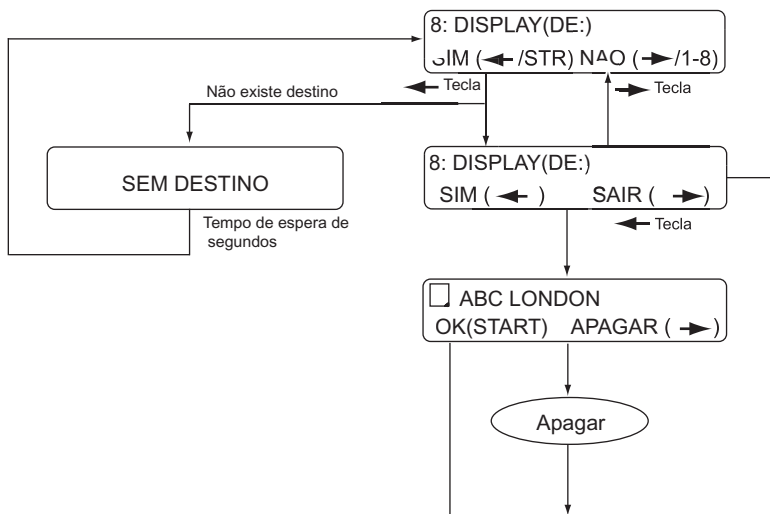 8: DISPLAY(DE:)
SIM ( /STR) NÃO ( /1-8)
Tecla
Tecla
Não existe destino
8: DISPLAY(DE:)
SIM ( ) SAIR ( )
SEM DESTINO
Tecla
Tempo de espera de
segundos
ABC LONDON
OK(START) APAGAR ( )
Apagar